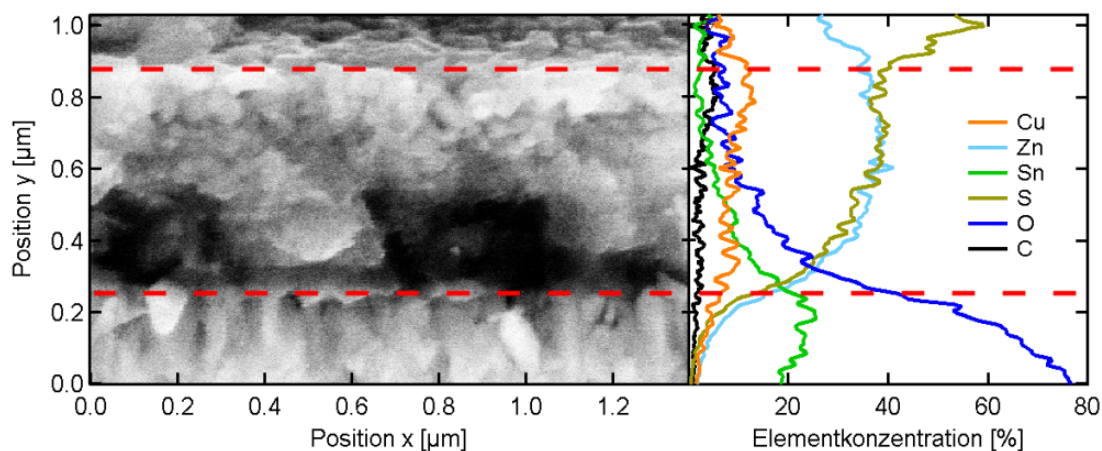 1.0
0.8
0.6
0.4
0.2
0.0
Position y [µm]
0.0 0.2 0.4 0.6 0.8 1.0 1.2
Position x [µm]
Cu
Zn
Sn
S
O
C
20 40 60 80
Elementkonzentration [%]